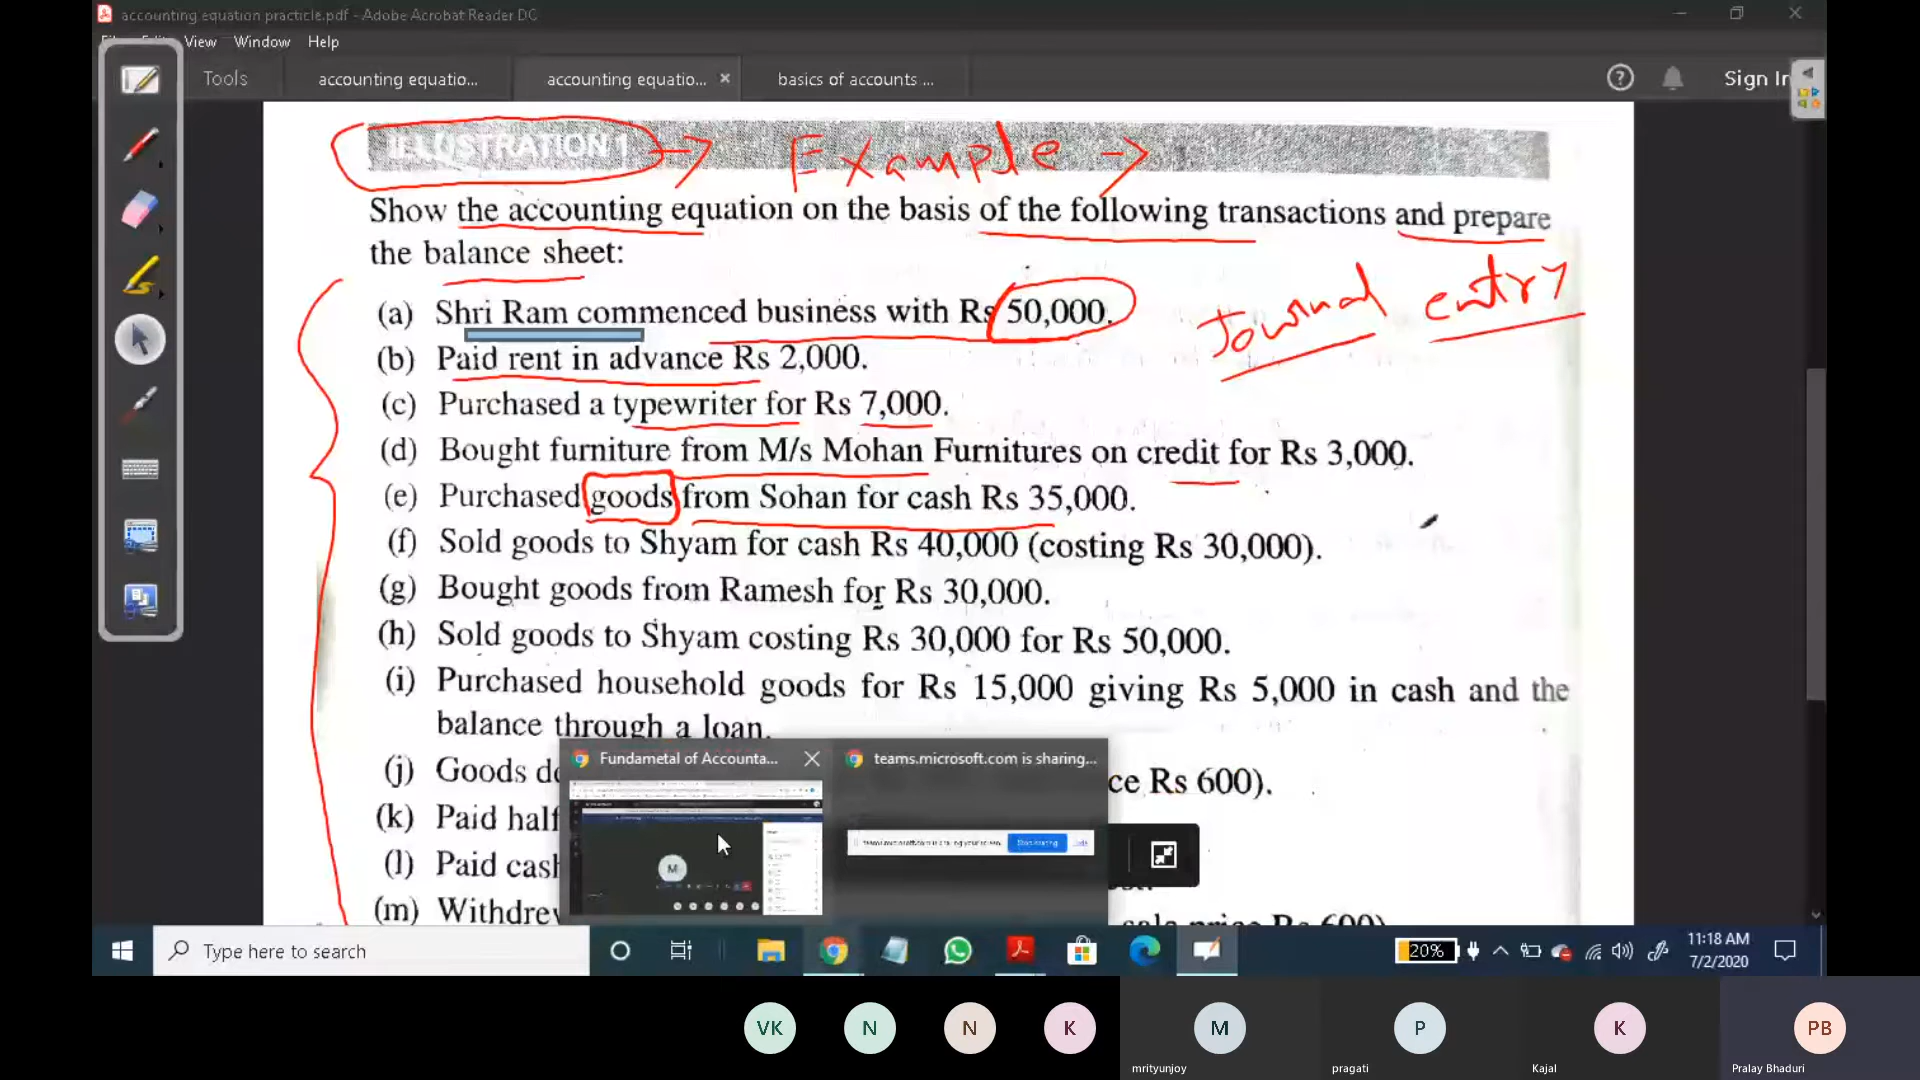 accounting equation practicle.pdf - Adobe Acrobat Reader DC
View Window Help
Tools accounting equatio... accounting equatio... × basics of accounts ... Sign In
ILLUSTRATION 1 → Example →
Show the accounting equation on the basis of the following transactions and prepare
the balance sheet:
Journal entry
(a) Shri Ram commenced business with Rs 50,000.
(b) Paid rent in advance Rs 2,000.
(c) Purchased a typewriter for Rs 7,000.
(d) Bought furniture from M/s Mohan Furnitures on credit for Rs 3,000.
(e) Purchased goods from Sohan for cash Rs 35,000.
(f) Sold goods to Shyam for cash Rs 40,000 (costing Rs 30,000).
(g) Bought goods from Ramesh for Rs 30,000.
(h) Sold goods to Shyam costing Rs 30,000 for Rs 50,000.
(i) Purchased household goods for Rs 15,000 giving Rs 5,000 in cash and the
balance through a loan.
Fundametal of Accounta... teams.microsoft.com is sharing...
(j) Goods ce Rs 600).
(k) Paid half
Stop sharing
M
(l) Paid cash
(m) Withdrew sale price Rs 600)
Type here to search
20%
11:18 AM
7/2/2020
VK N N K M P K PB
mrityunjoy pragati Kajal Pralay Bhaduri